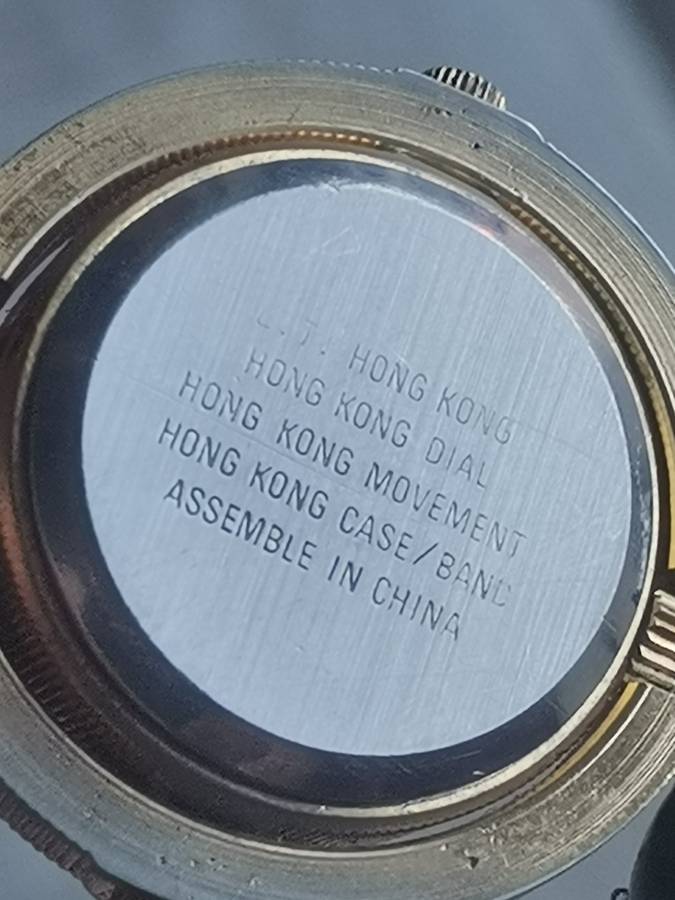 HONG KONG
HONG KONG DIAL
HONG KONG MOVEMENT
HONG KONG CASE/BAND
ASSEMBLE IN CHINA